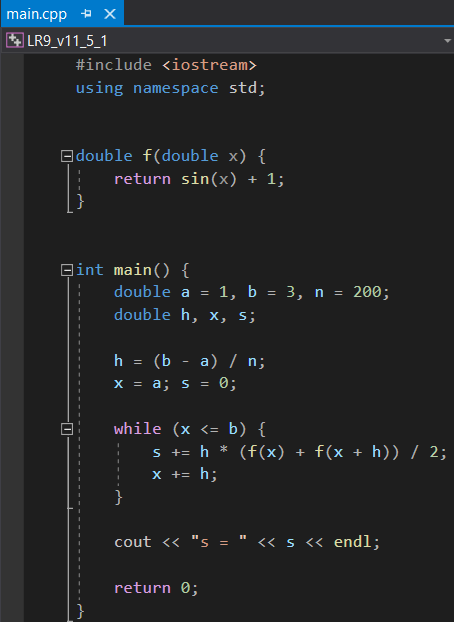 main.cpp
LR9_v11_5_1
#include <iostream>
using namespace std;
double f(double x) {
return sin(x) + 1;
}
int main() {
double a = 1, b = 3, n = 200;
double h, x, s;
h = (b - a) / n;
x = a; s = 0;
while (x <= b) {
s += h * (f(x) + f(x + h)) / 2;
x += h;
}
cout << "s = " << s << endl;
return 0;
}